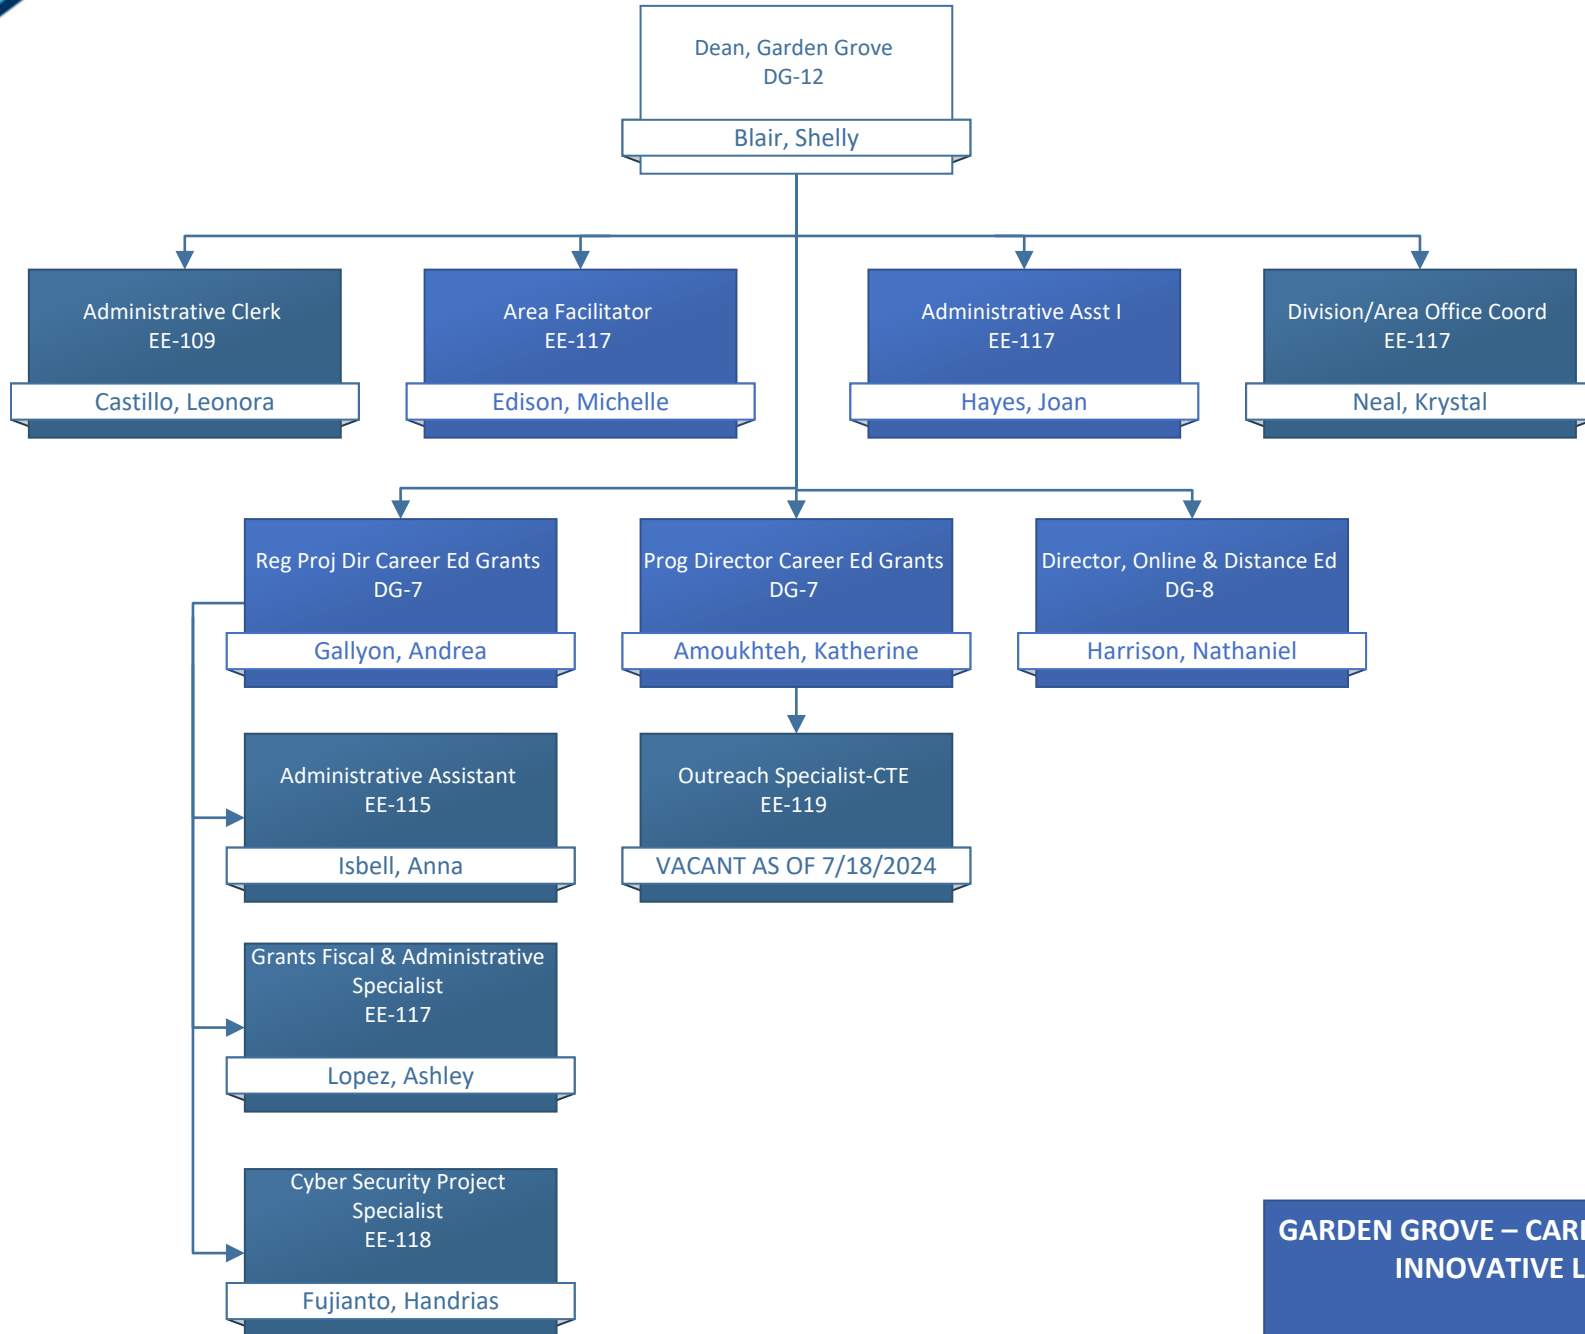 Dean, Garden Grove
DG-12
Blair, Shelly
Administrative Clerk
EE-109
Castillo, Leonora
Area Facilitator
EE-117
Edison, Michelle
Administrative Asst I
EE-117
Hayes, Joan
Division/Area Office Coord
EE-117
Neal, Krystal
Reg Proj Dir Career Ed Grants
DG-7
Gallyon, Andrea
Prog Director Career Ed Grants
DG-7
Amoukhteh, Katherine
Director, Online & Distance Ed
DG-8
Harrison, Nathaniel
Administrative Assistant
EE-115
Isbell, Anna
Outreach Specialist-CTE
EE-119
VACANT AS OF 7/18/2024
Grants Fiscal & Administrative
Specialist
EE-117
Lopez, Ashley
Cyber Security Project
Specialist
EE-118
Fujianto, Handrias
GARDEN GROVE –
INNOVATIVE